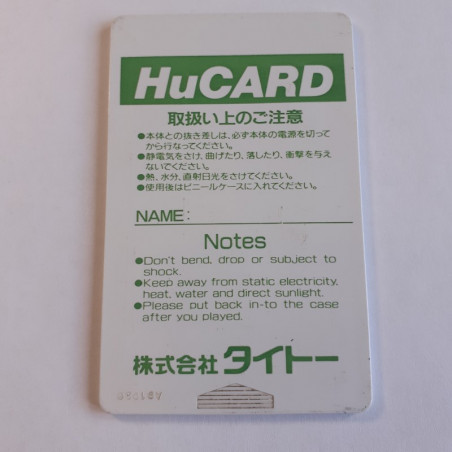 HuCARD
取扱い上のご注意
●本体との抜き差しは、必ず本体の電源を切って
から行なってください。
●静電気をさけ、曲げたり、落したり、衝撃を与え
ないでください。
●熱、水分、直射日光をさけてください。
●使用後はビニールケースに入れてください。
NAME:
Notes
●Don't bend, drop or subject to
shock.
●Keep away from static electricity,
heat, water and direct sunlight.
●Please put back in-to the case
after you played.
株式会社 タイトー